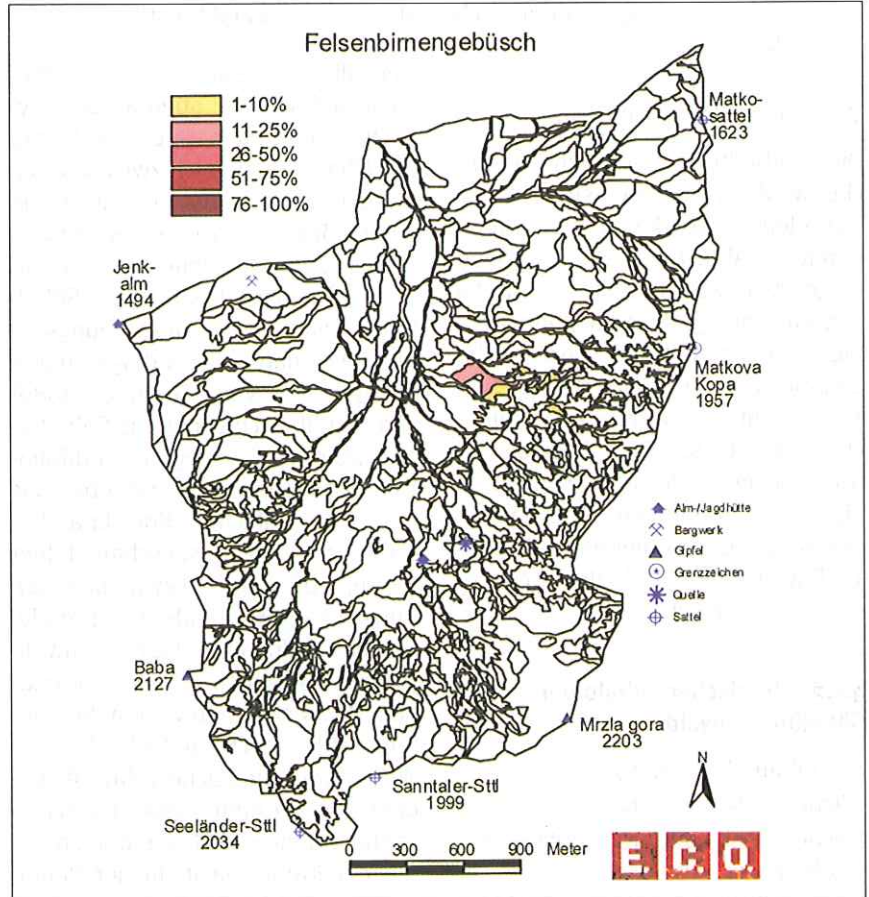 Felsenbirnengebüsch
1-10%
11-25%
26-50%
51-75%
76-100%
Matko-
sattel
1623
Jenk-
alm
1494
Matkova
Kopa
1957
Alm-/Jagdhütte
Bergwerk
Gipfel
Grenzzeichen
Quelle
Sattel
Baba
2127
Mrzla gora
2203
N
Sanntaler-Sttl
1999
Seeländer-Sttl
2034
0 300 600 900 Meter
E.C.O.